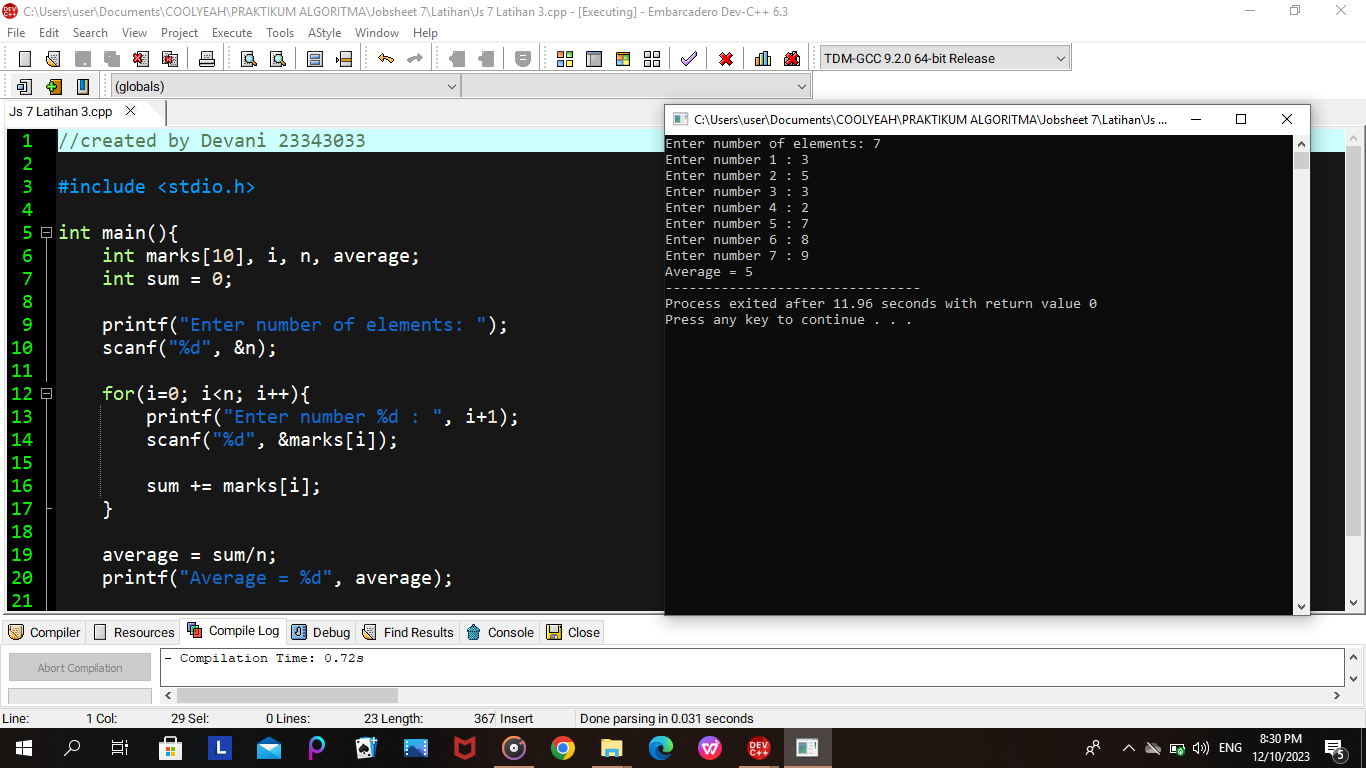 C:\Users\user\Documents\COOLYEAH\PRAKTIKUM ALGORITMA\Jobsheet 7\Latihan\Js 7 Latihan 3.cpp - [Executing] - Embarcadero Dev-C++ 6.3
File Edit Search View Project Execute Tools AStyle Window Help
TDM-GCC 9.2.0 64-bit Release
(globals)
Js 7 Latihan 3.cpp
1 //created by Devani 23343033
2
3 #include <stdio.h>
4
5 int main(){
6 int marks[10], i, n, average;
7 int sum = 0;
8
9 printf("Enter number of elements: ");
10 scanf("%d", &n);
11
12 for(i=0; i<n; i++){
13 printf("Enter number %d : ", i+1);
14 scanf("%d", &marks[i]);
15
16 sum += marks[i];
17 }
18
19 average = sum/n;
20 printf("Average = %d", average);
21
C:\Users\user\Documents\COOLYEAH\PRAKTIKUM ALGORITMA\Jobsheet 7\Latihan\Js ...
Enter number of elements: 7
Enter number 1 : 3
Enter number 2 : 5
Enter number 3 : 3
Enter number 4 : 2
Enter number 5 : 7
Enter number 6 : 8
Enter number 7 : 9
Average = 5
--------------------------------
Process exited after 11.96 seconds with return value 0
Press any key to continue . . .
Compiler Resources Compile Log Debug Find Results Console Close
Abort Compilation
- Compilation Time: 0.72s
Line: 1 Col: 29 Sel: 0 Lines: 23 Length: 367 Insert Done parsing in 0.031 seconds
L
DEV C++
ENG
8:30 PM
12/10/2023
5